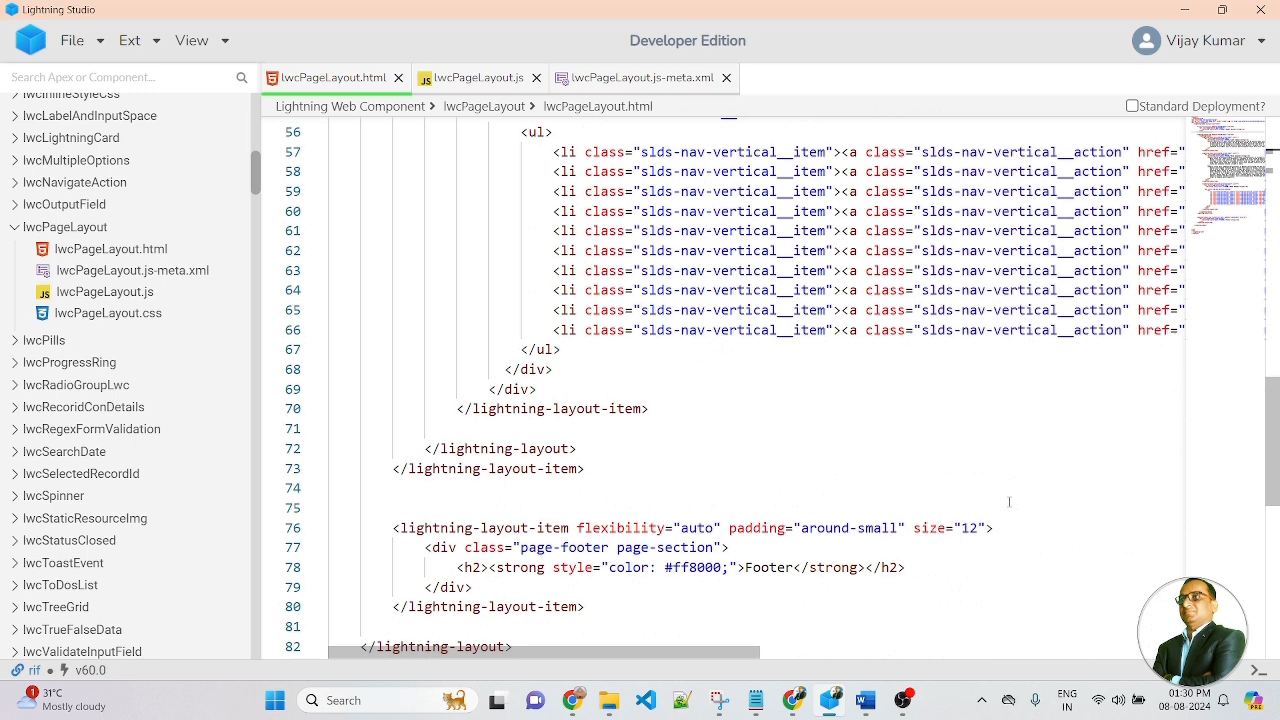 Lightning Studio
File Ext View Developer Edition Vijay Kumar
Search Apex or Component...
lwcPageLayout.html lwcPageLayout.js lwcPageLayout.js-meta.xml
Lightning Web Component lwcPageLayout lwcPageLayout.html Standard Deployment?
lwcInlineStyleCss
lwcLabelAndInputSpace
lwcLightningCard
lwcMultipleOptions
lwcNavigateAction
lwcOutputField
lwcPageLayout
lwcPageLayout.html
lwcPageLayout.js-meta.xml
lwcPageLayout.js
lwcPageLayout.css
lwcPills
lwcProgressRing
lwcRadioGroupLwc
lwcRecoridConDetails
lwcRegexFormValidation
lwcSearchDate
lwcSelectedRecordId
lwcSpinner
lwcStaticResourceImg
lwcStatusClosed
lwcToastEvent
lwcToDosList
lwcTreeGrid
lwcTrueFalseData
lwcValidateInputField
56 <ul>
57 <li class="slds-nav-vertical__item"><a class="slds-nav-vertical__action" href="
58 <li class="slds-nav-vertical__item"><a class="slds-nav-vertical__action" href="
59 <li class="slds-nav-vertical__item"><a class="slds-nav-vertical__action" href="
60 <li class="slds-nav-vertical__item"><a class="slds-nav-vertical__action" href="
61 <li class="slds-nav-vertical__item"><a class="slds-nav-vertical__action" href="
62 <li class="slds-nav-vertical__item"><a class="slds-nav-vertical__action" href="
63 <li class="slds-nav-vertical__item"><a class="slds-nav-vertical__action" href="
64 <li class="slds-nav-vertical__item"><a class="slds-nav-vertical__action" href="
65 <li class="slds-nav-vertical__item"><a class="slds-nav-vertical__action" href="
66 <li class="slds-nav-vertical__item"><a class="slds-nav-vertical__action" href="
67 </ul>
68 </div>
69 </div>
70 </lightning-layout-item>
71
72 </lightning-layout>
73 </lightning-layout-item>
74
75
76 <lightning-layout-item flexibility="auto" padding="around-small" size="12">
77 <div class="page-footer page-section">
78 <h2><strong style="color: #ff8000;">Footer</strong></h2>
79 </div>
80 </lightning-layout-item>
81
82 </lightning-layout>
rif v60.0
1 31°C
Mostly cloudy
Search
ENG
IN
01:30 PM
08-08-2024